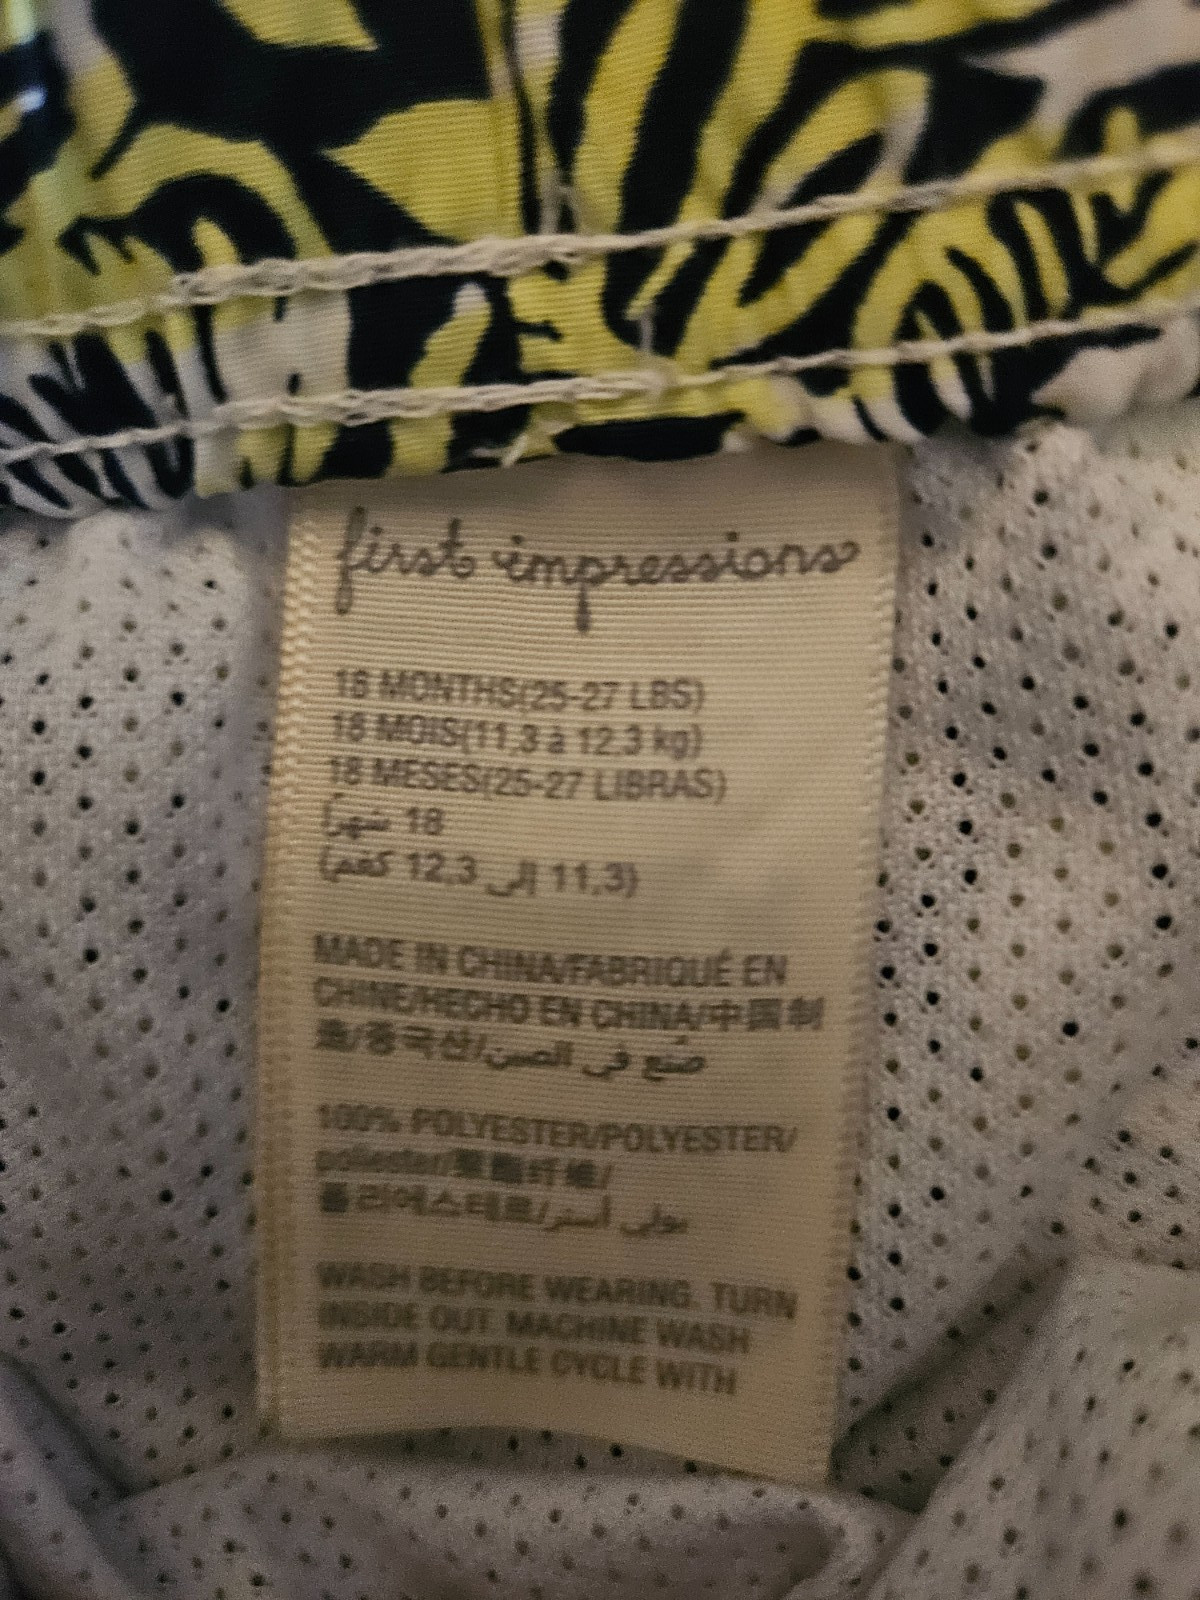 first impressions
18 MONTHS(25-27 LBS)
18 MOIS(11,3 à 12.3 kg)
18 MESES(25-27 LIBRAS)
18 شهراً
(11,3 إلى 12,3 كغم)
MADE IN CHINA/FABRIQUÉ EN
CHINE/HECHO EN CHINA/中国制
造/중국산/صُنع في الصين
100% POLYESTER/POLYESTER/
poliester/聚酯纤维/
폴리에스테르/بولي أستر
WASH BEFORE WEARING. TURN
INSIDE OUT. MACHINE WASH
WARM GENTLE CYCLE WITH